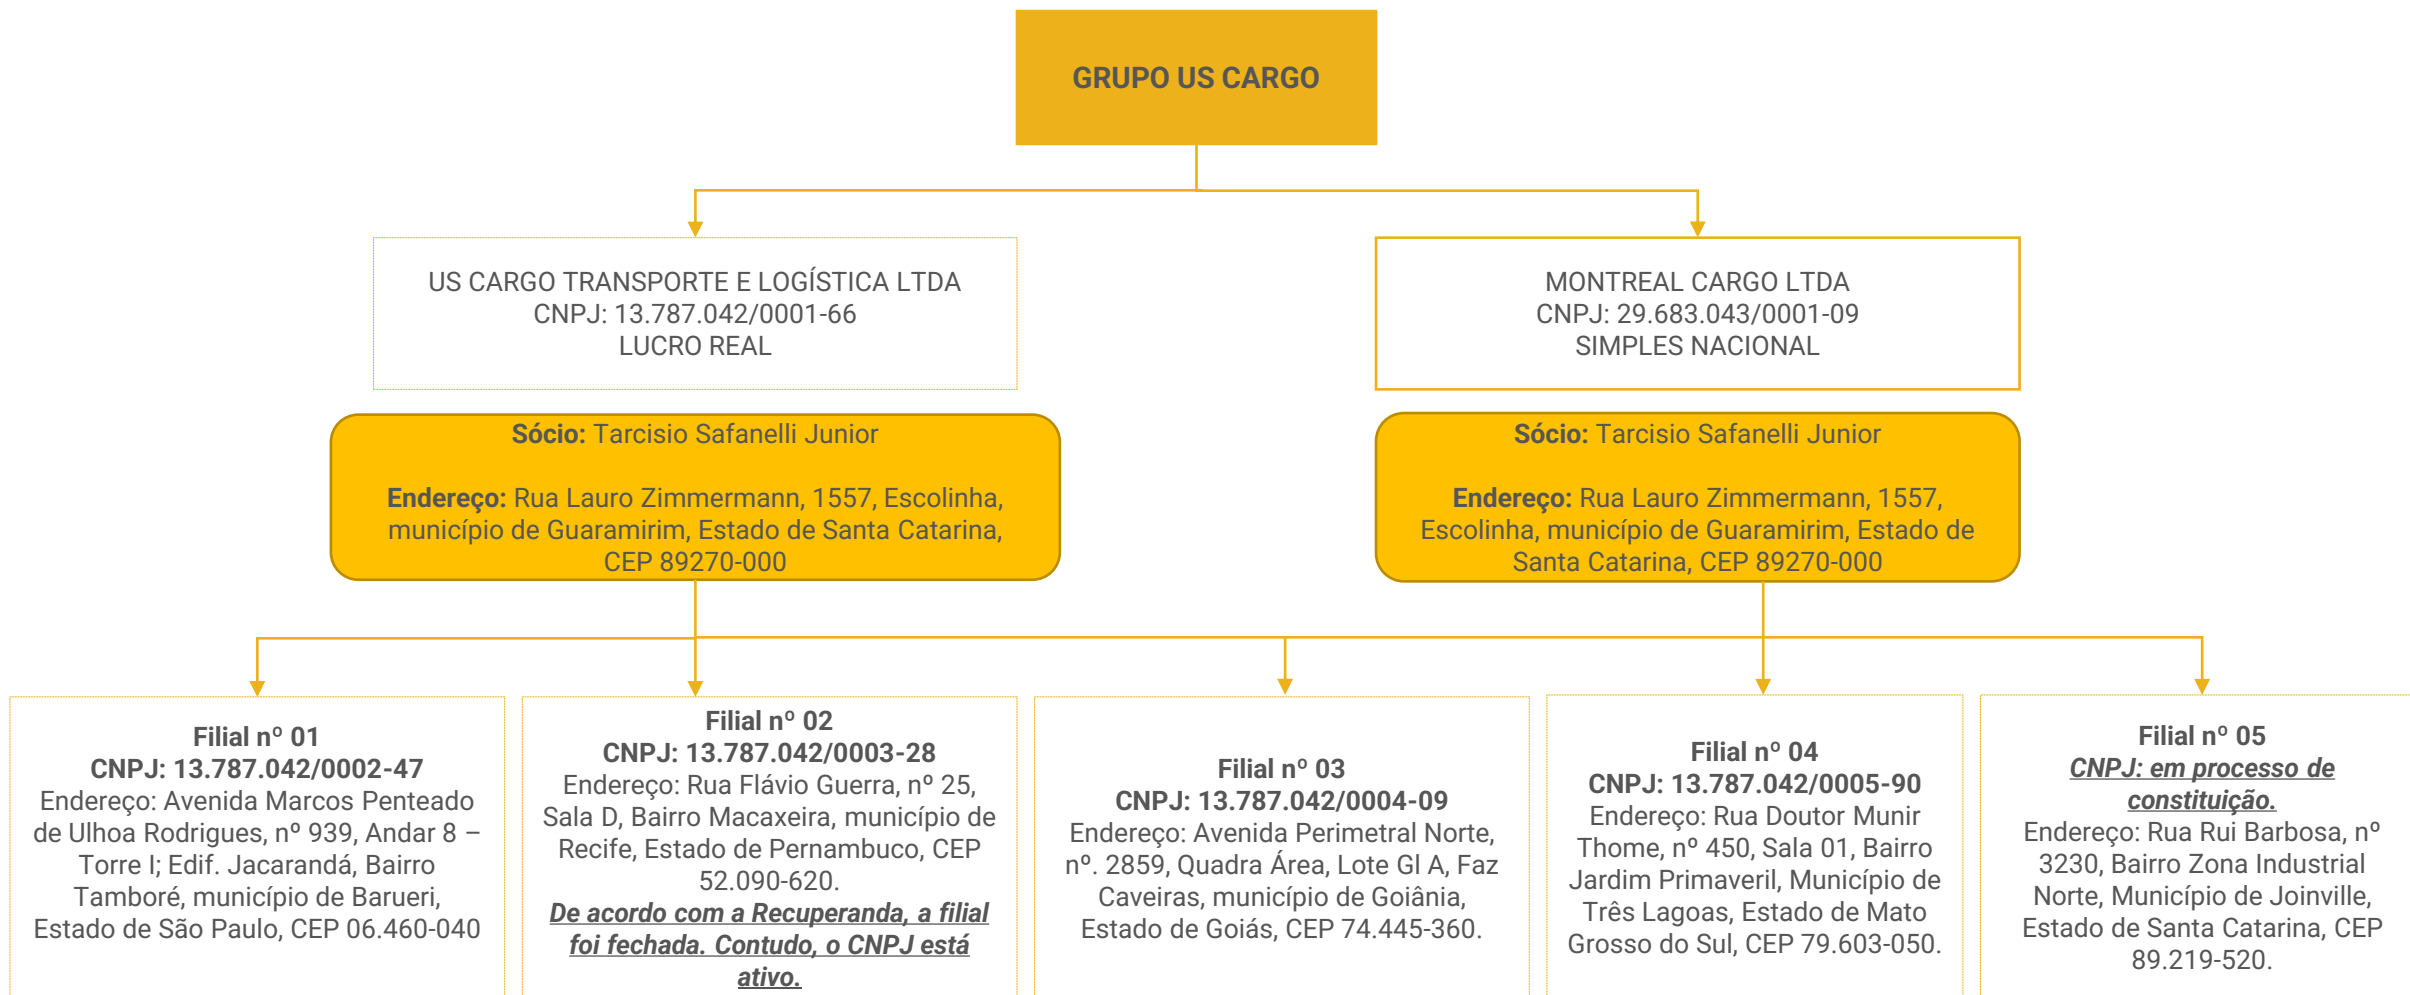 GRUPO US CARGO
US CARGO TRANSPORTE E LOGÍSTICA LTDA
CNPJ: 13.787.042/0001-66
LUCRO REAL
MONTREAL CARGO LTDA
CNPJ: 29.683.043/0001-09
SIMPLES NACIONAL
Sócio: Tarcisio Safanelli Junior
Endereço: Rua Lauro Zimmermann, 1557, Escolinha,
município de Guaramirim, Estado de Santa Catarina,
CEP 89270-000
Sócio: Tarcisio Safanelli Junior
Endereço: Rua Lauro Zimmermann, 1557,
Escolinha, município de Guaramirim, Estado de
Santa Catarina, CEP 89270-000
Filial nº 01
CNPJ: 13.787.042/0002-47
Endereço: Avenida Marcos Penteado
de Ulhoa Rodrigues, nº 939, Andar 8 –
Torre I; Edif. Jacarandá, Bairro
Tamboré, município de Barueri,
Estado de São Paulo, CEP 06.460-040
Filial nº 02
CNPJ: 13.787.042/0003-28
Endereço: Rua Flávio Guerra, nº 25,
Sala D, Bairro Macaxeira, município de
Recife, Estado de Pernambuco, CEP
52.090-620.
De acordo com a Recuperanda, a filial
foi fechada. Contudo, o CNPJ está
ativo.
Filial nº 03
CNPJ: 13.787.042/0004-09
Endereço: Avenida Perimetral Norte,
nº. 2859, Quadra Área, Lote Gl A, Faz
Caveiras, município de Goiânia,
Estado de Goiás, CEP 74.445-360.
Filial nº 04
CNPJ: 13.787.042/0005-90
Endereço: Rua Doutor Munir
Thome, nº 450, Sala 01, Bairro
Jardim Primaveril, Município de
Três Lagoas, Estado de Mato
Grosso do Sul, CEP 79.603-050.
Filial nº 05
CNPJ: em processo de
constituição.
Endereço: Rua Rui Barbosa, nº
3230, Bairro Zona Industrial
Norte, Município de Joinville,
Estado de Santa Catarina, CEP
89.219-520.